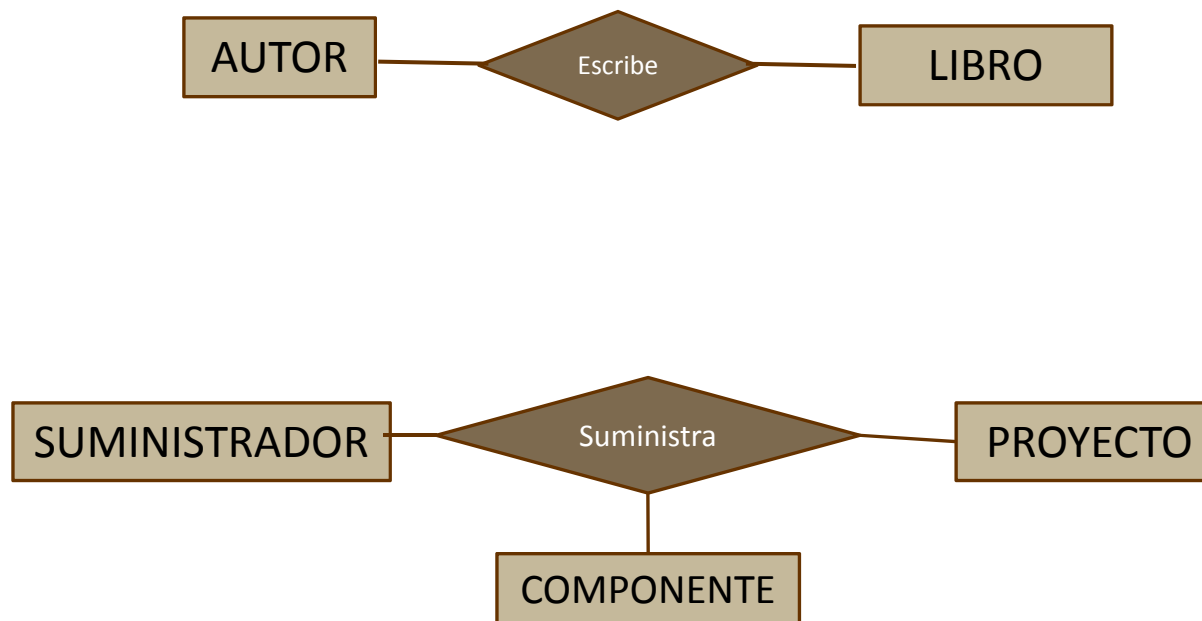 AUTOR
Escribe
LIBRO
SUMINISTRADOR
Suministra
PROYECTO
COMPONENTE